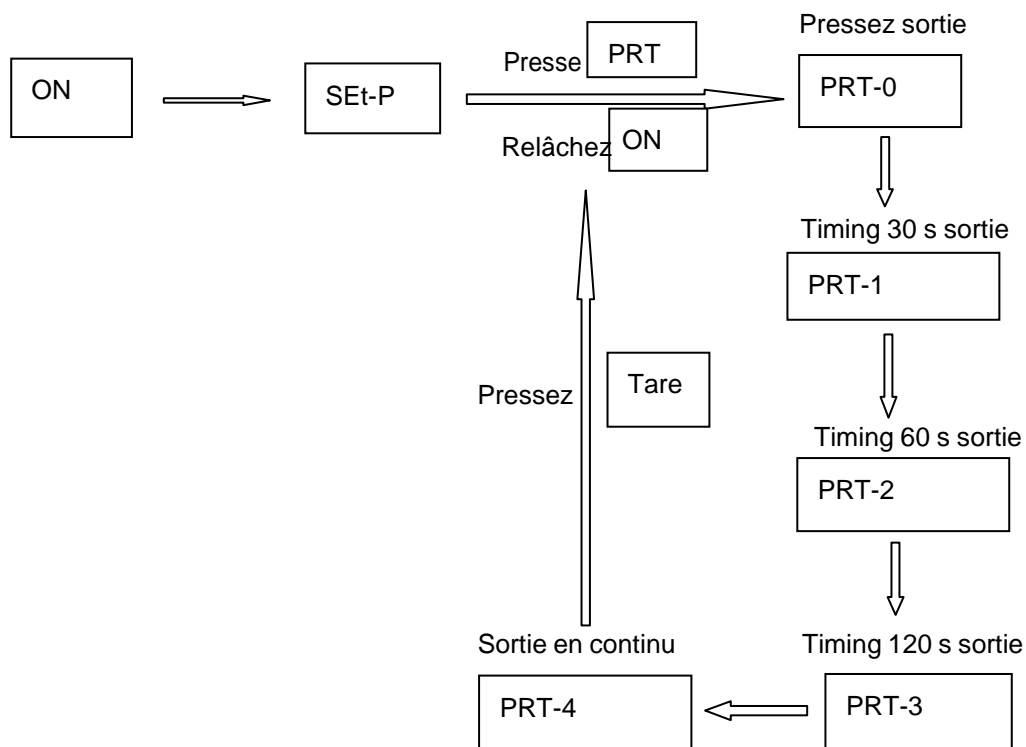 ON
SEt-P
Presse
PRT
Relâchez
ON
Pressez sortie
PRT-0
Timing 30 s sortie
PRT-1
Timing 60 s sortie
PRT-2
Timing 120 s sortie
PRT-3
Sortie en continu
PRT-4
Pressez
Tare